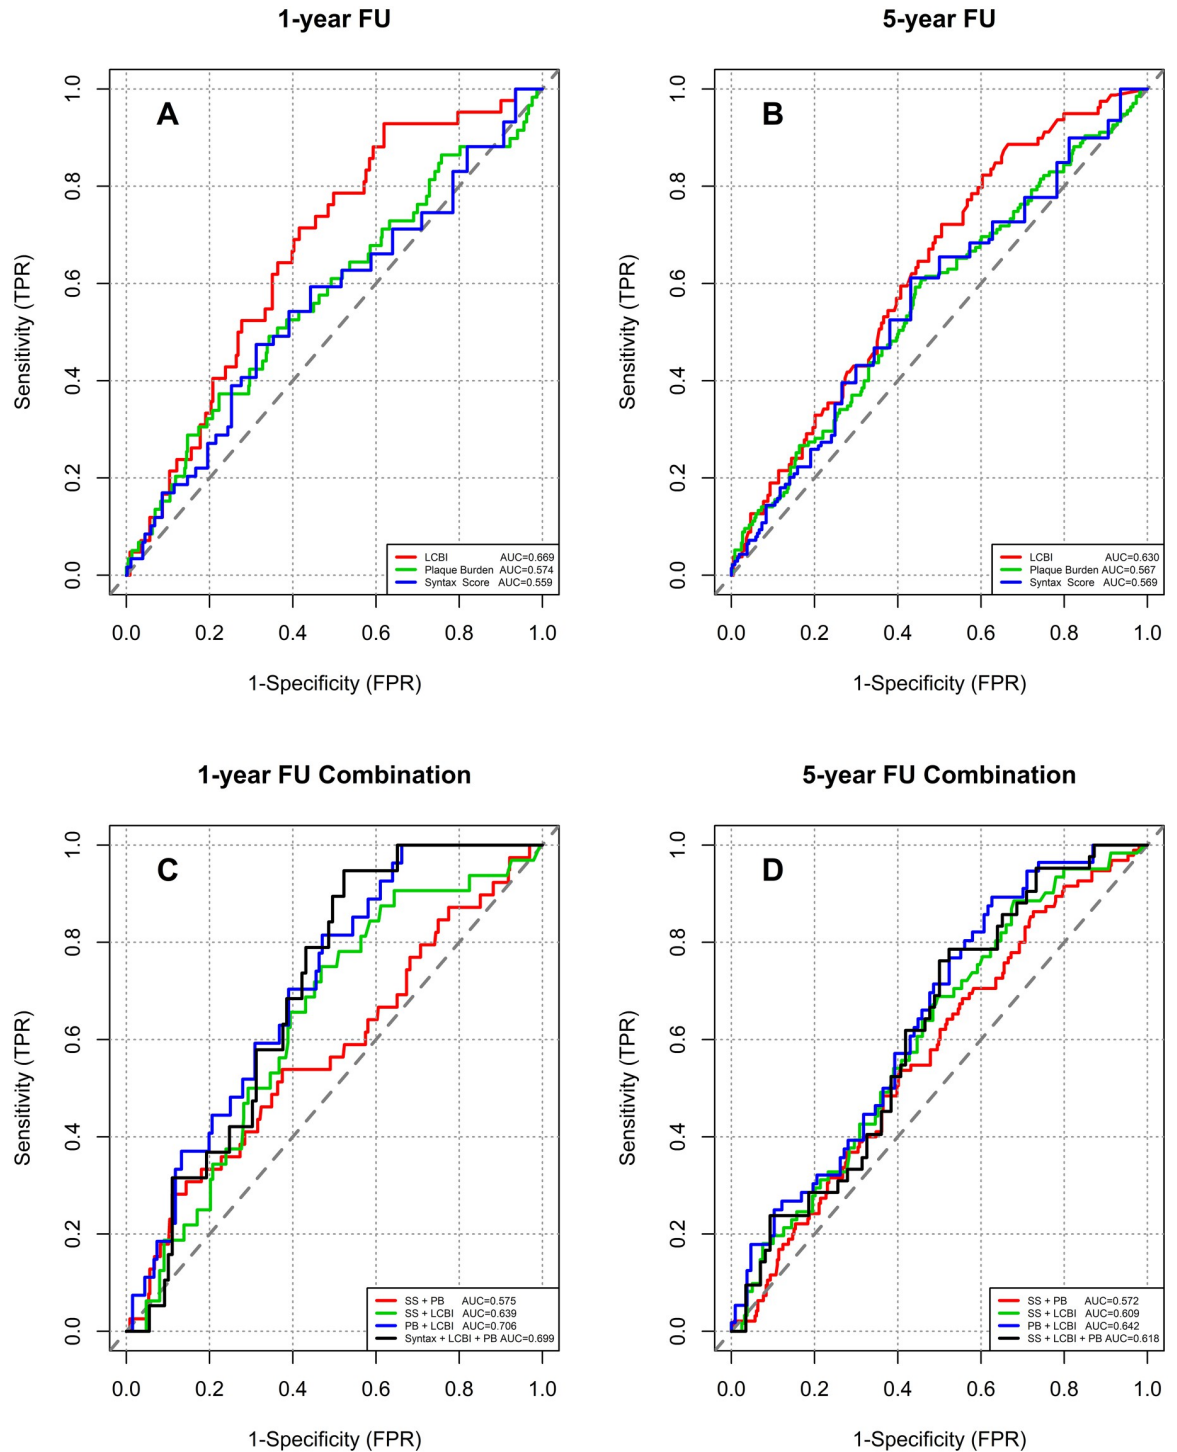 1-year FU
A
1.0
0.8
0.6
0.4
0.2
0.0
Sensitivity (TPR)
LCBI AUC=0.669
Plaque Burden AUC=0.574
Syntax Score AUC=0.559
0.0 0.2 0.4 0.6 0.8 1.0
1-Specificity (FPR)
5-year FU
B
1.0
0.8
0.6
0.4
0.2
0.0
Sensitivity (TPR)
LCBI AUC=0.630
Plaque Burden AUC=0.567
Syntax Score AUC=0.569
0.0 0.2 0.4 0.6 0.8 1.0
1-Specificity (FPR)
1-year FU Combination
C
1.0
0.8
0.6
0.4
0.2
0.0
Sensitivity (TPR)
SS + PB AUC=0.575
SS + LCBI AUC=0.639
PB + LCBI AUC=0.706
Syntax + LCBI + PB AUC=0.699
0.0 0.2 0.4 0.6 0.8 1.0
1-Specificity (FPR)
5-year FU Combination
D
1.0
0.8
0.6
0.4
0.2
0.0
Sensitivity (TPR)
SS + PB AUC=0.572
SS + LCBI AUC=0.609
PB + LCBI AUC=0.642
SS + LCBI + PB AUC=0.618
0.0 0.2 0.4 0.6 0.8 1.0
1-Specificity (FPR)